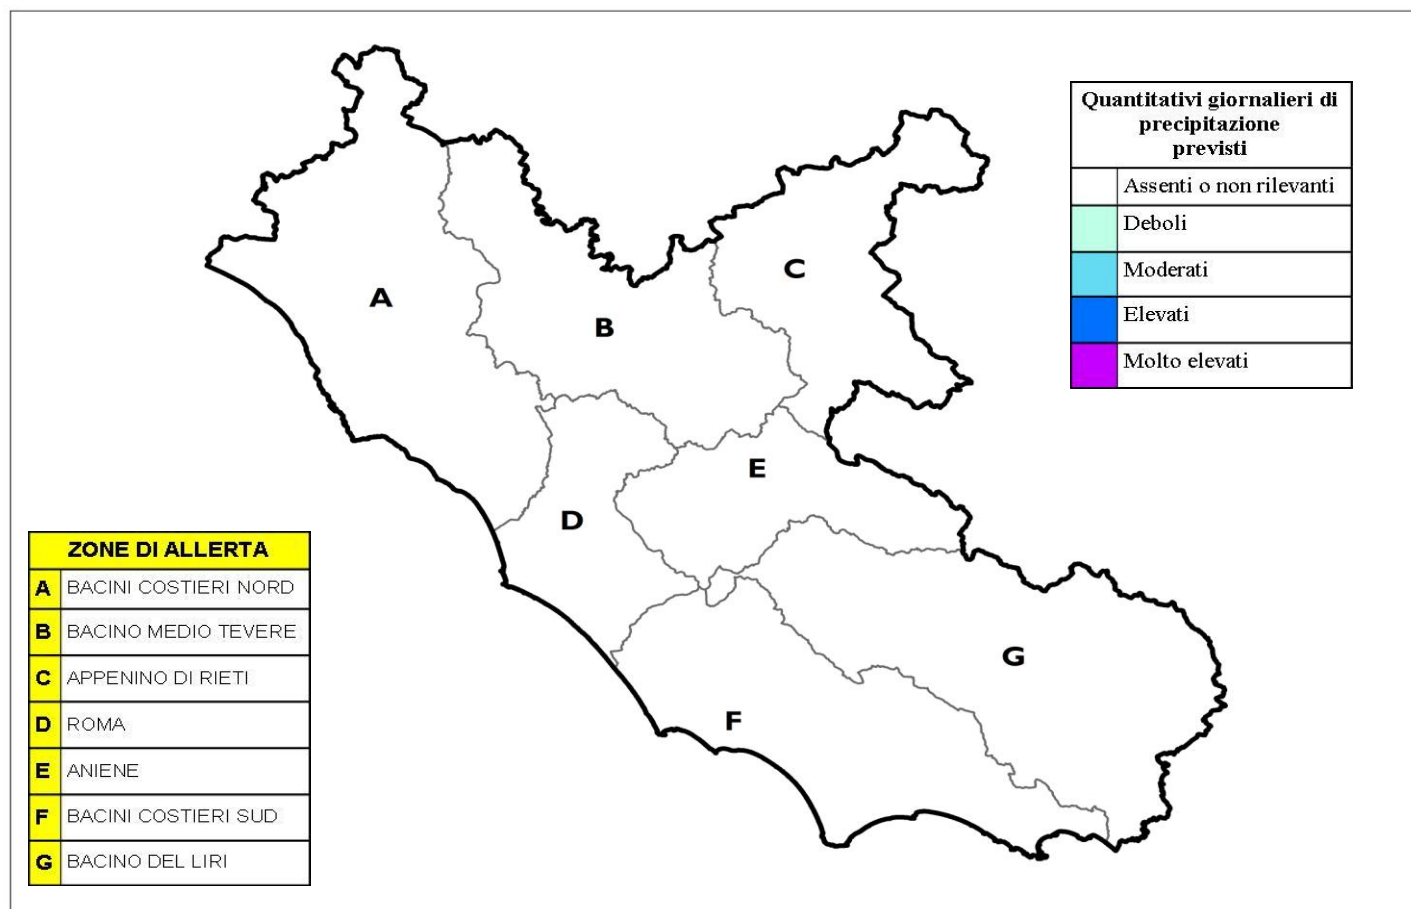 Quantitativi giornalieri di
precipitazione
previsti
Assenti o non rilevanti
Deboli
Moderati
Elevati
Molto elevati
A
B
C
D
E
F
G
ZONE DI ALLERTA
A BACINI COSTIERI NORD
B BACINO MEDIO TEVERE
C APPENINO DI RIETI
D ROMA
E ANIENE
F BACINI COSTIERI SUD
G BACINO DEL LIRI